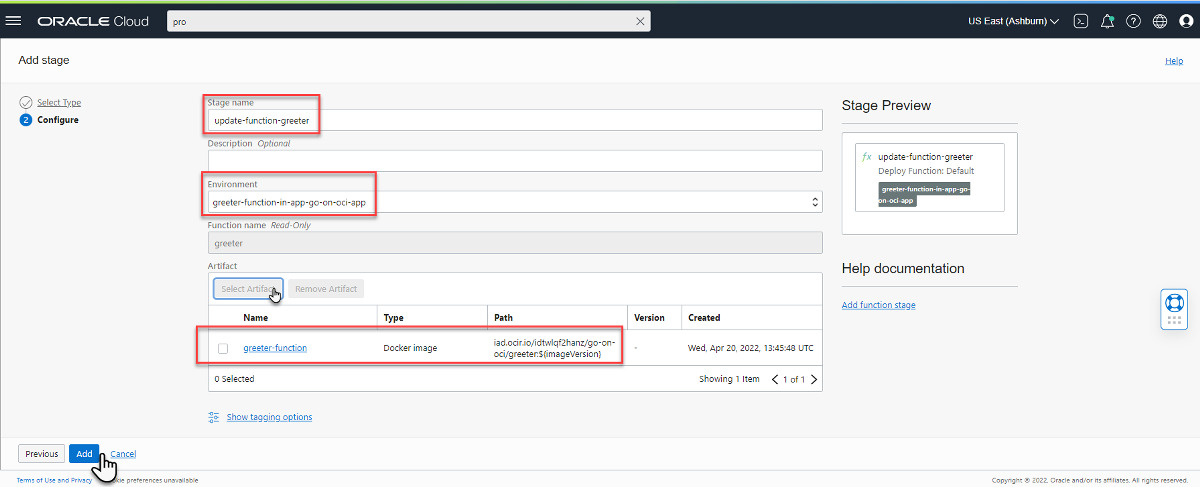 ORACLE Cloud
pro
US East (Ashburn)
Add stage
Help
Select Type
2 Configure
Stage name
update-function-greeter
Description Optional
Environment
greeter-function-in-app-go-on-oci-app
Function name Read-Only
greeter
Artifact
Select Artifact
Remove Artifact
Name Type Path Version Created
greeter-function Docker image iad.ocir.io/idtwlqf2hanz/go-on-
oci/greeter:${imageVersion} - Wed, Apr 20, 2022, 13:45:48 UTC
0 Selected
Showing 1 Item
1 of 1
Show tagging options
Stage Preview
fx update-function-greeter
Deploy Function: Default
greeter-function-in-app-go-
on-oci-app
Help documentation
Add function stage
Previous
Add
Cancel
Terms of Use and Privacy
kie preferences unavailable
Copyright © 2022, Oracle and/or its affiliates. All rights reserved.